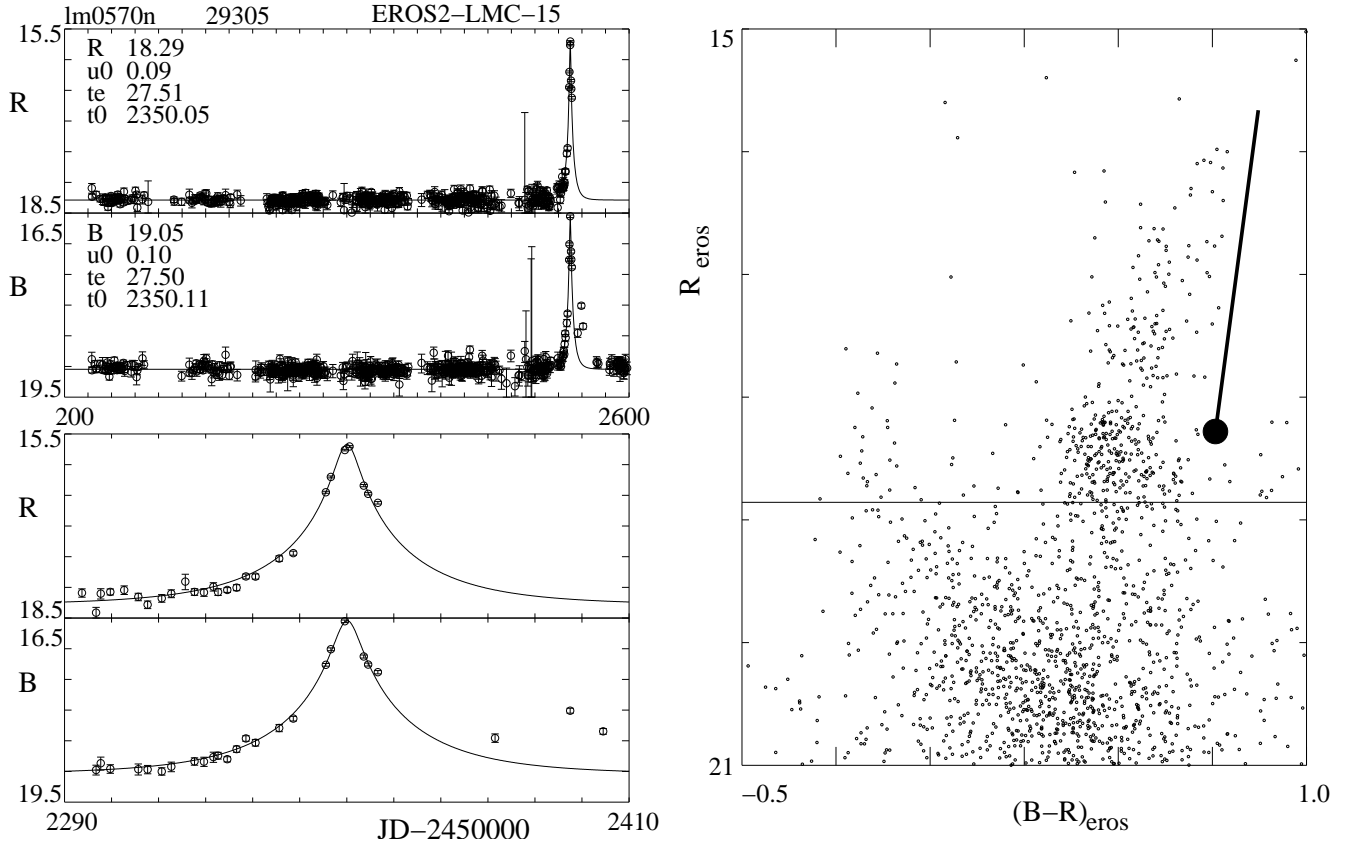 lm0570n 29305 EROS2−LMC−15
15.5
R 18.29
u0 0.09
te 27.51
t0 2350.05
R
18.5
16.5
B 19.05
u0 0.10
te 27.50
t0 2350.11
B
19.5
200 2600
15.5
R
18.5
16.5
B
19.5
2290 JD−2450000 2410
15
R eros
21
−0.5 1.0
(B−R)eros